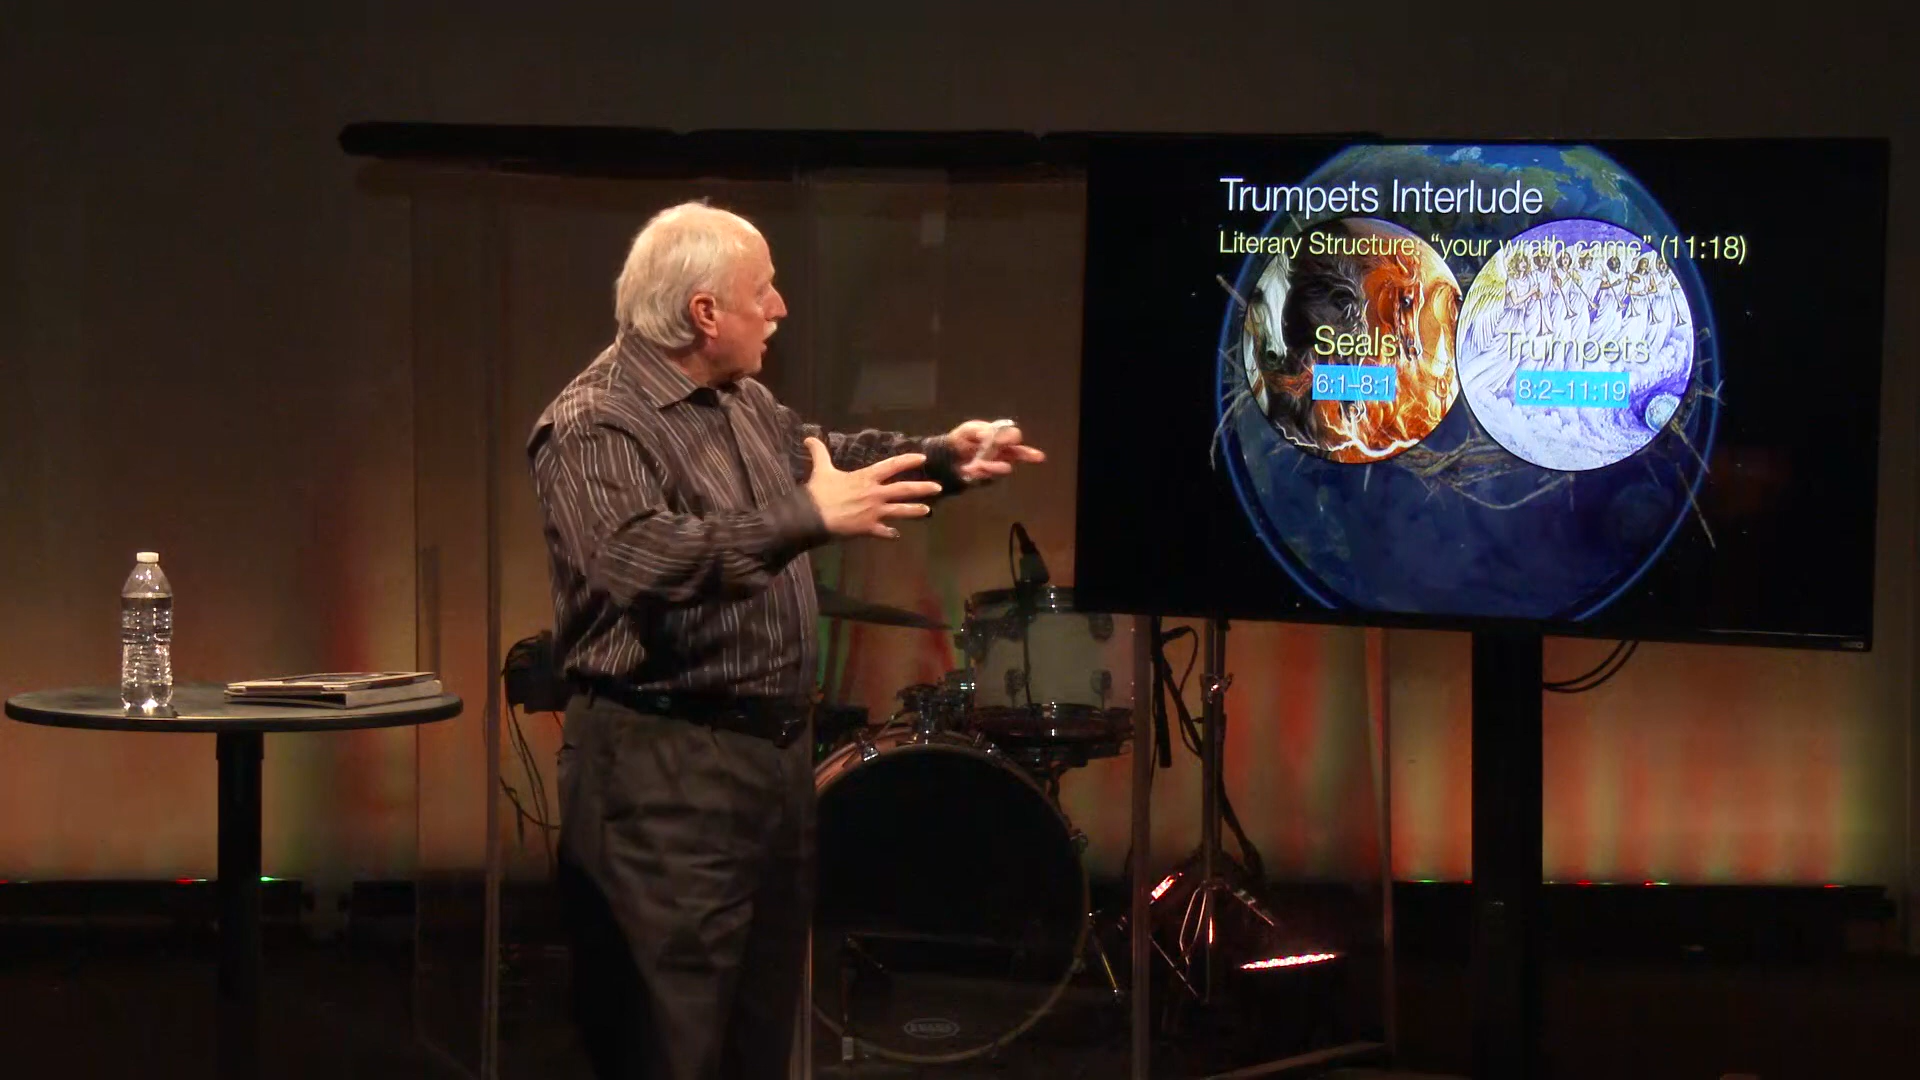 Trumpets Interlude
Literary Structure: “your wrath came” (11:18)
Seals
Trumpets
6:1–8:1
8:2–11:19
EVANS